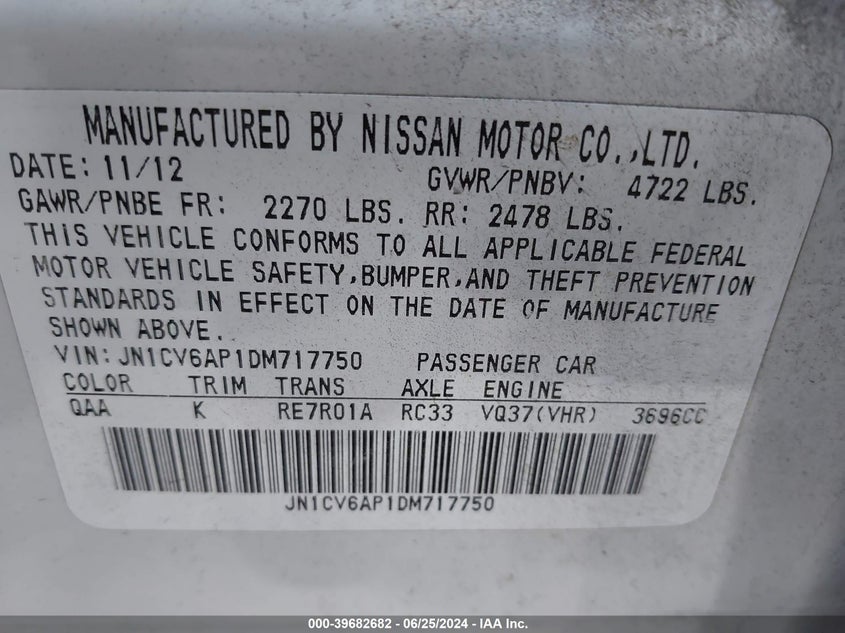 MANUFACTURED BY NISSAN MOTOR CO.,LTD.
DATE: 11/12 GVWR/PNBV: 4722 LBS.
GAWR/PNBE FR: 2270 LBS. RR: 2478 LBS.
THIS VEHICLE CONFORMS TO ALL APPLICABLE FEDERAL
MOTOR VEHICLE SAFETY,BUMPER,AND THEFT PREVENTION
STANDARDS IN EFFECT ON THE DATE OF MANUFACTURE
SHOWN ABOVE.
VIN: JN1CV6AP1DM717750 PASSENGER CAR
COLOR TRIM TRANS AXLE ENGINE
QAA K RE7R01A RC33 VQ37(VHR) 3696CC
JN1CV6AP1DM717750
000-39682682 - 06/25/2024 - IAA Inc.